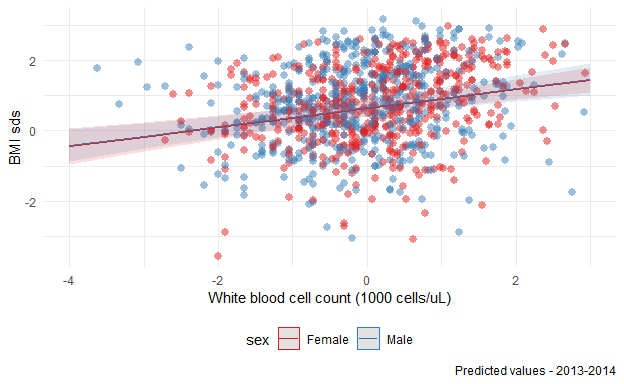 BMI sds
2
0
-2
-4
-2
0
2
White blood cell count (1000 cells/uL)
sex
Female
Male
Predicted values - 2013-2014